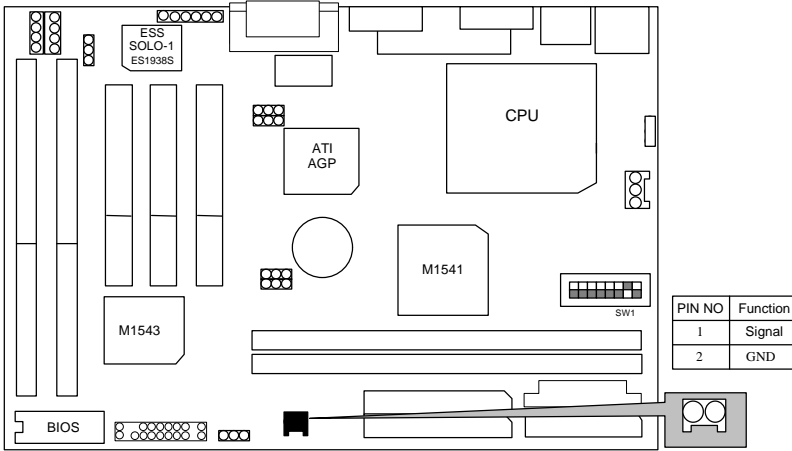 ESS
SOLO-1
ES1938S
CPU
ATI
AGP
M1541
M1543
SW1
PIN NO Function
1 Signal
2 GND
BIOS